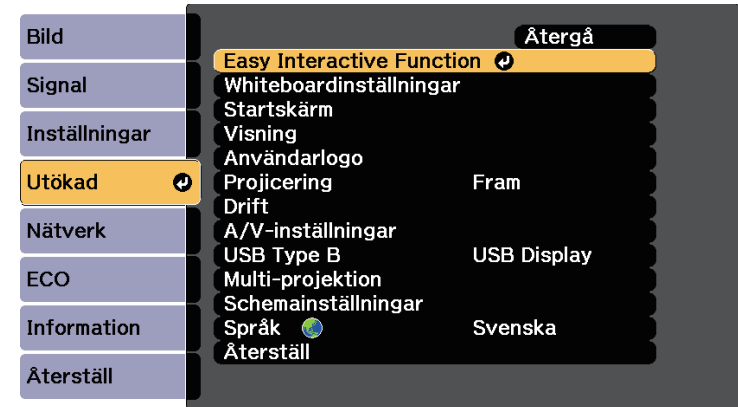 Bild
Signal
Inställningar
Utökad
Nätverk
ECO
Information
Återställ
Återgå
Easy Interactive Function
Whiteboardinställningar
Startskärm
Visning
Användarlogo
Projicering Fram
Drift
A/V-inställningar
USB Type B USB Display
Multi-projektion
Schemainställningar
Språk Svenska
Återställ